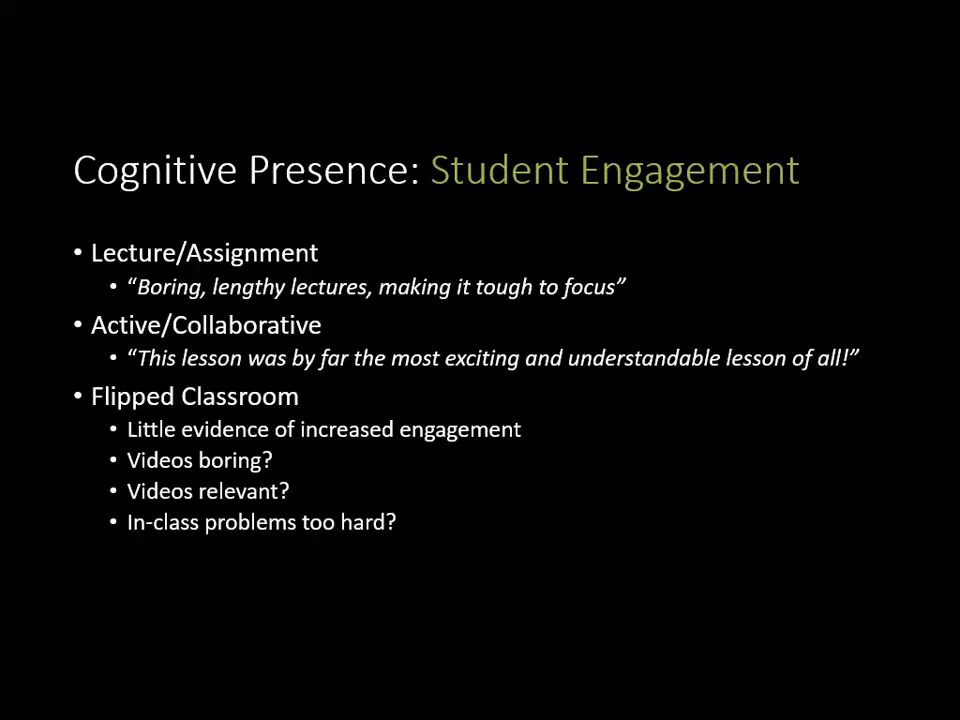 Cognitive Presence: Student Engagement
• Lecture/Assignment
• “Boring, lengthy lectures, making it tough to focus”
• Active/Collaborative
• “This lesson was by far the most exciting and understandable lesson of all!”
• Flipped Classroom
• Little evidence of increased engagement
• Videos boring?
• Videos relevant?
• In-class problems too hard?